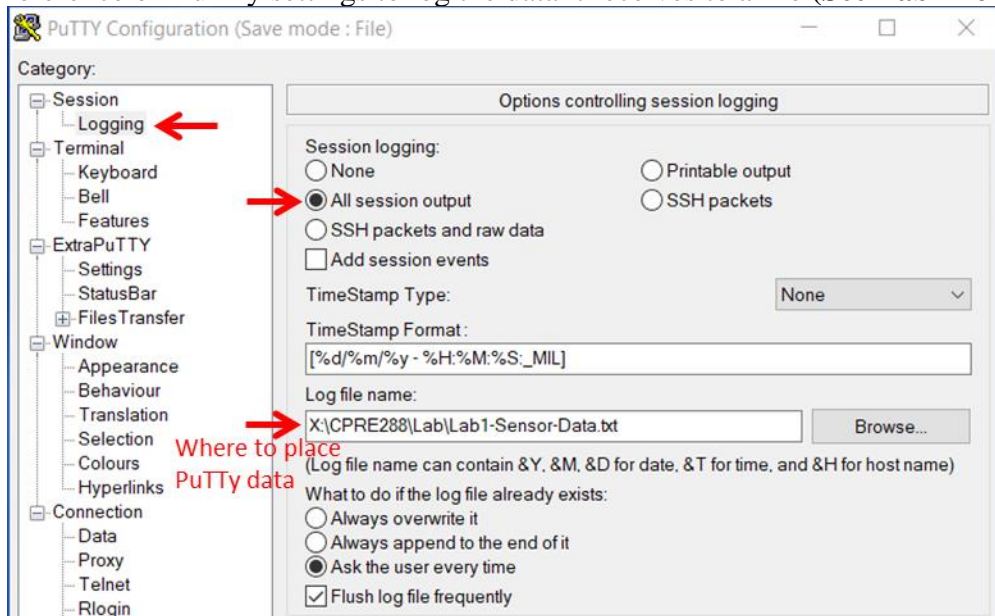 PuTTY Configuration (Save mode : File)
Category:
Session
Logging
Terminal
Keyboard
Bell
Features
ExtraPuTTY
Settings
StatusBar
FilesTransfer
Window
Appearance
Behaviour
Translation
Selection
Colours
Hyperlinks
Connection
Data
Proxy
Telnet
Rlogin
Where to place
PuTTy data
Options controlling session logging
Session logging:
None
Printable output
All session output
SSH packets
SSH packets and raw data
Add session events
TimeStamp Type:
None
TimeStamp Format :
[%d/%m/%y - %H:%M:%S:_MIL]
Log file name:
X:\CPRE288\Lab\Lab1-Sensor-Data.txt
Browse...
(Log file name can contain &Y, &M, &D for date, &T for time, and &H for host name)
What to do if the log file already exists:
Always overwrite it
Always append to the end of it
Ask the user every time
Flush log file frequently